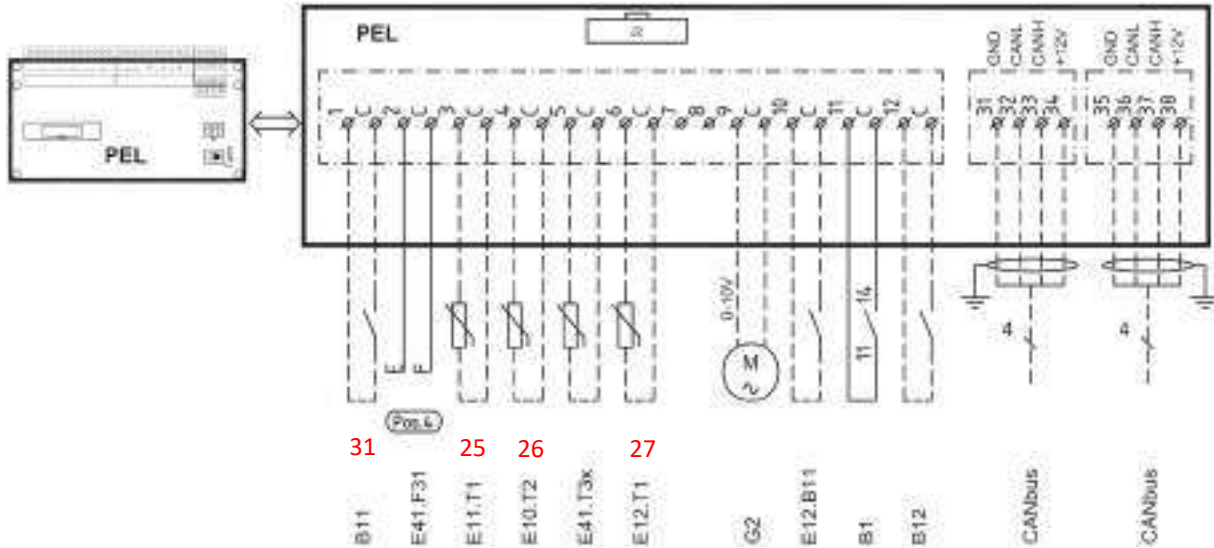 PEL
PEL
1 C 2 C 3 C 4 C 5 C 6 C 7 8 9 C 10 C 11 C 12 C
31 32 33 34
GND CANL CANH +12V
35 36 37 38
GND CANL CANH +12V
0-10V
M
14
11
E F
4
4
Pos.4
31 25 26 27
B11
E41.F31
E11.T1
E10.T2
E41.T3x
E12.T1
G2
E12.B11
B1
B12
CANbus
CANbus